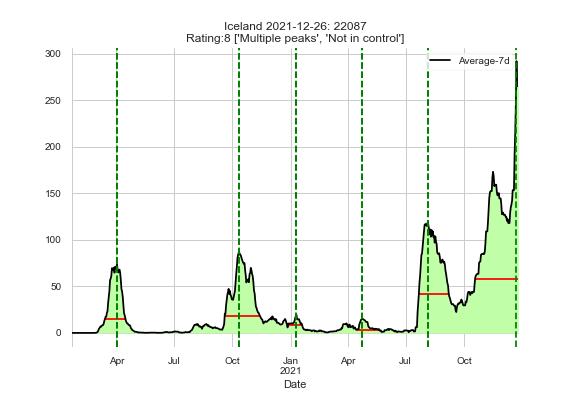 Iceland 2021-12-26: 22087
Rating:8 ['Multiple peaks', 'Not in control']
300
Average-7d
250
200
150
100
50
0
Apr Jul Oct Jan Apr Jul Oct
2021
Date